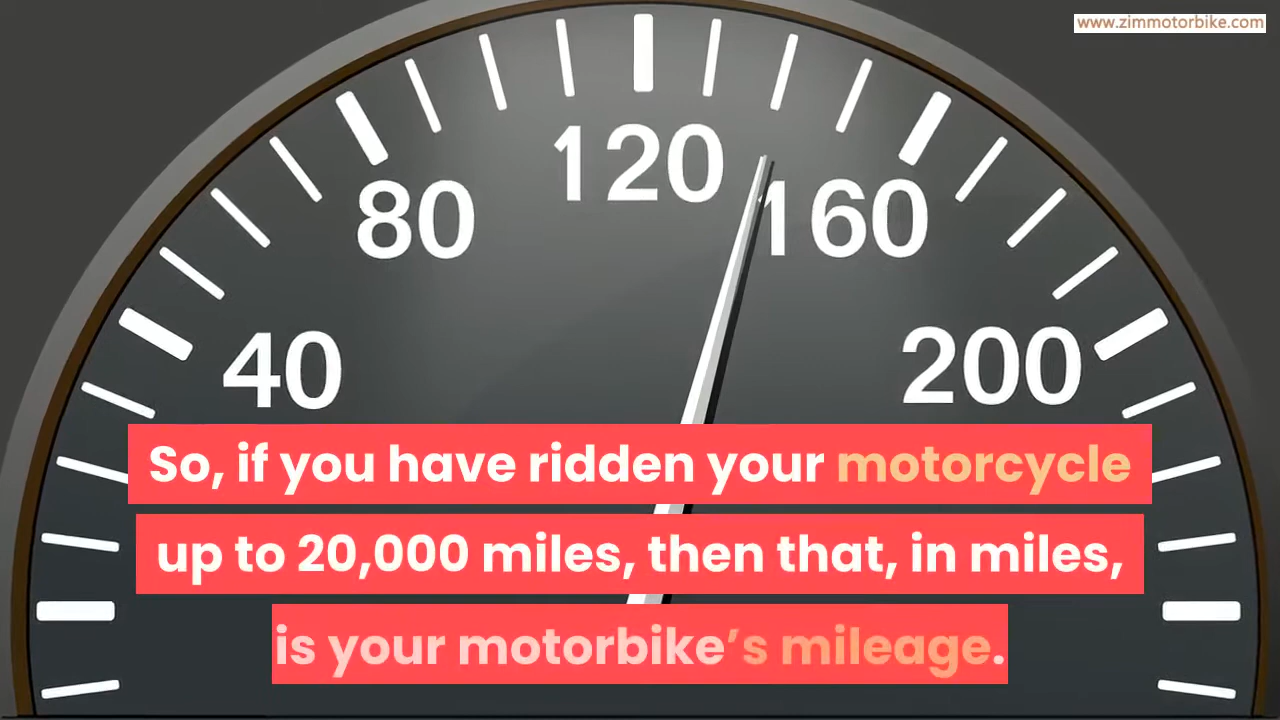 www.zimmotorbike.com
120
80
160
40
200
So, if you have ridden your motorcycle
up to 20,000 miles, then that, in miles,
is your motorbike’s mileage.